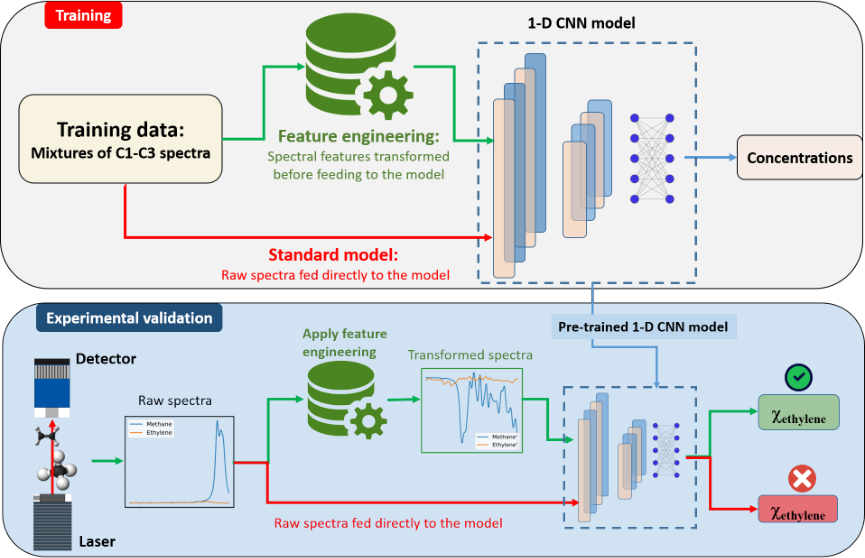 Training
1-D CNN model
Training data:
Mixtures of C1-C3 spectra
Feature engineering:
Spectral features transformed
before feeding to the model
Concentrations
Standard model:
Raw spectra fed directly to the model
Experimental validation
Pre-trained 1-D CNN model
Detector
Apply feature
engineering
Transformed spectra
Raw spectra
Methane
Ethylene
Methane'
Ethylene'
χethylene
χethylene
Raw spectra fed directly to the model
Laser